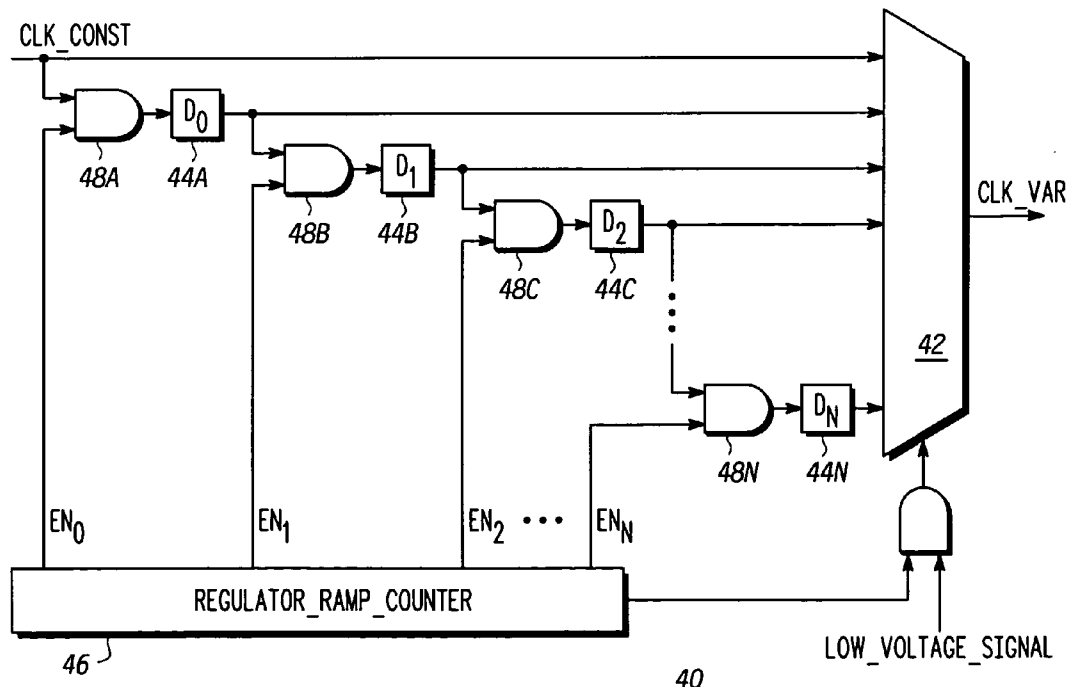 CLK_CONST
D0
48A
44A
D1
48B
44B
CLK_VAR
D2
48C
44C
42
DN
48N
44N
EN0
EN1
EN2 • • • ENN
REGULATOR_RAMP_COUNTER
LOW_VOLTAGE_SIGNAL
46
40